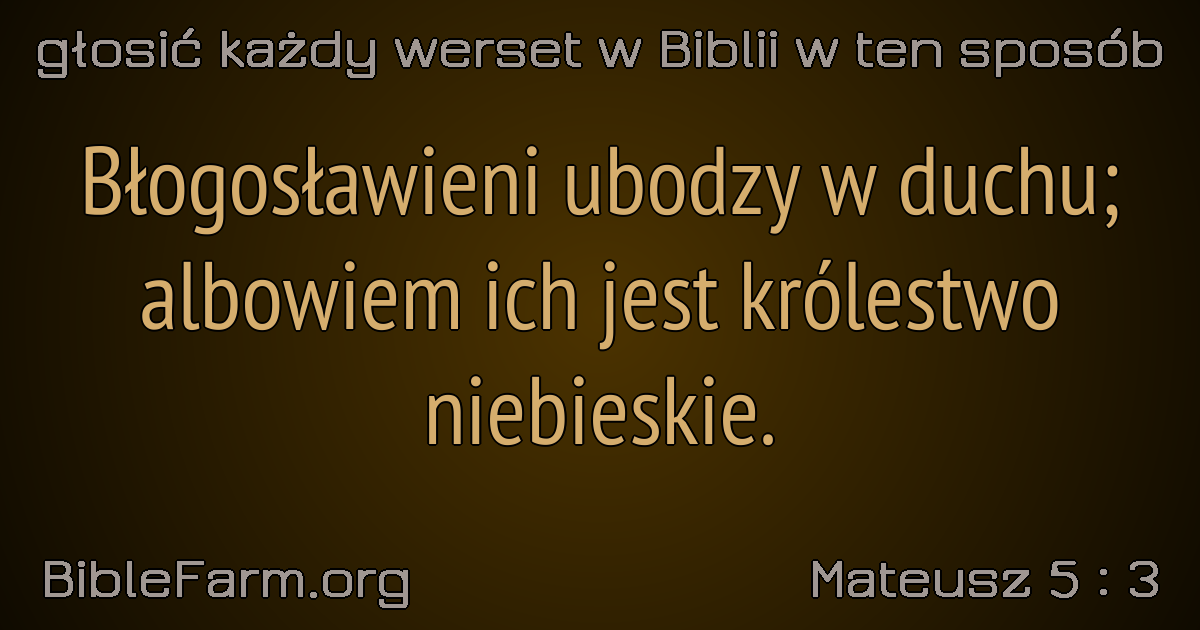 głosić każdy werset w Biblii w ten sposób
Błogosławieni ubodzy w duchu;
albowiem ich jest królestwo
niebieskie.
BibleFarm.org
Mateusz 5 : 3